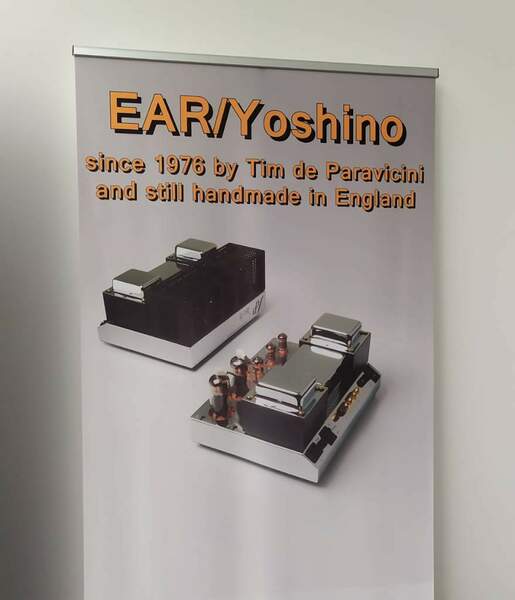 EAR/Yoshino
since 1976 by Tim de Paravicini
and still handmade in England